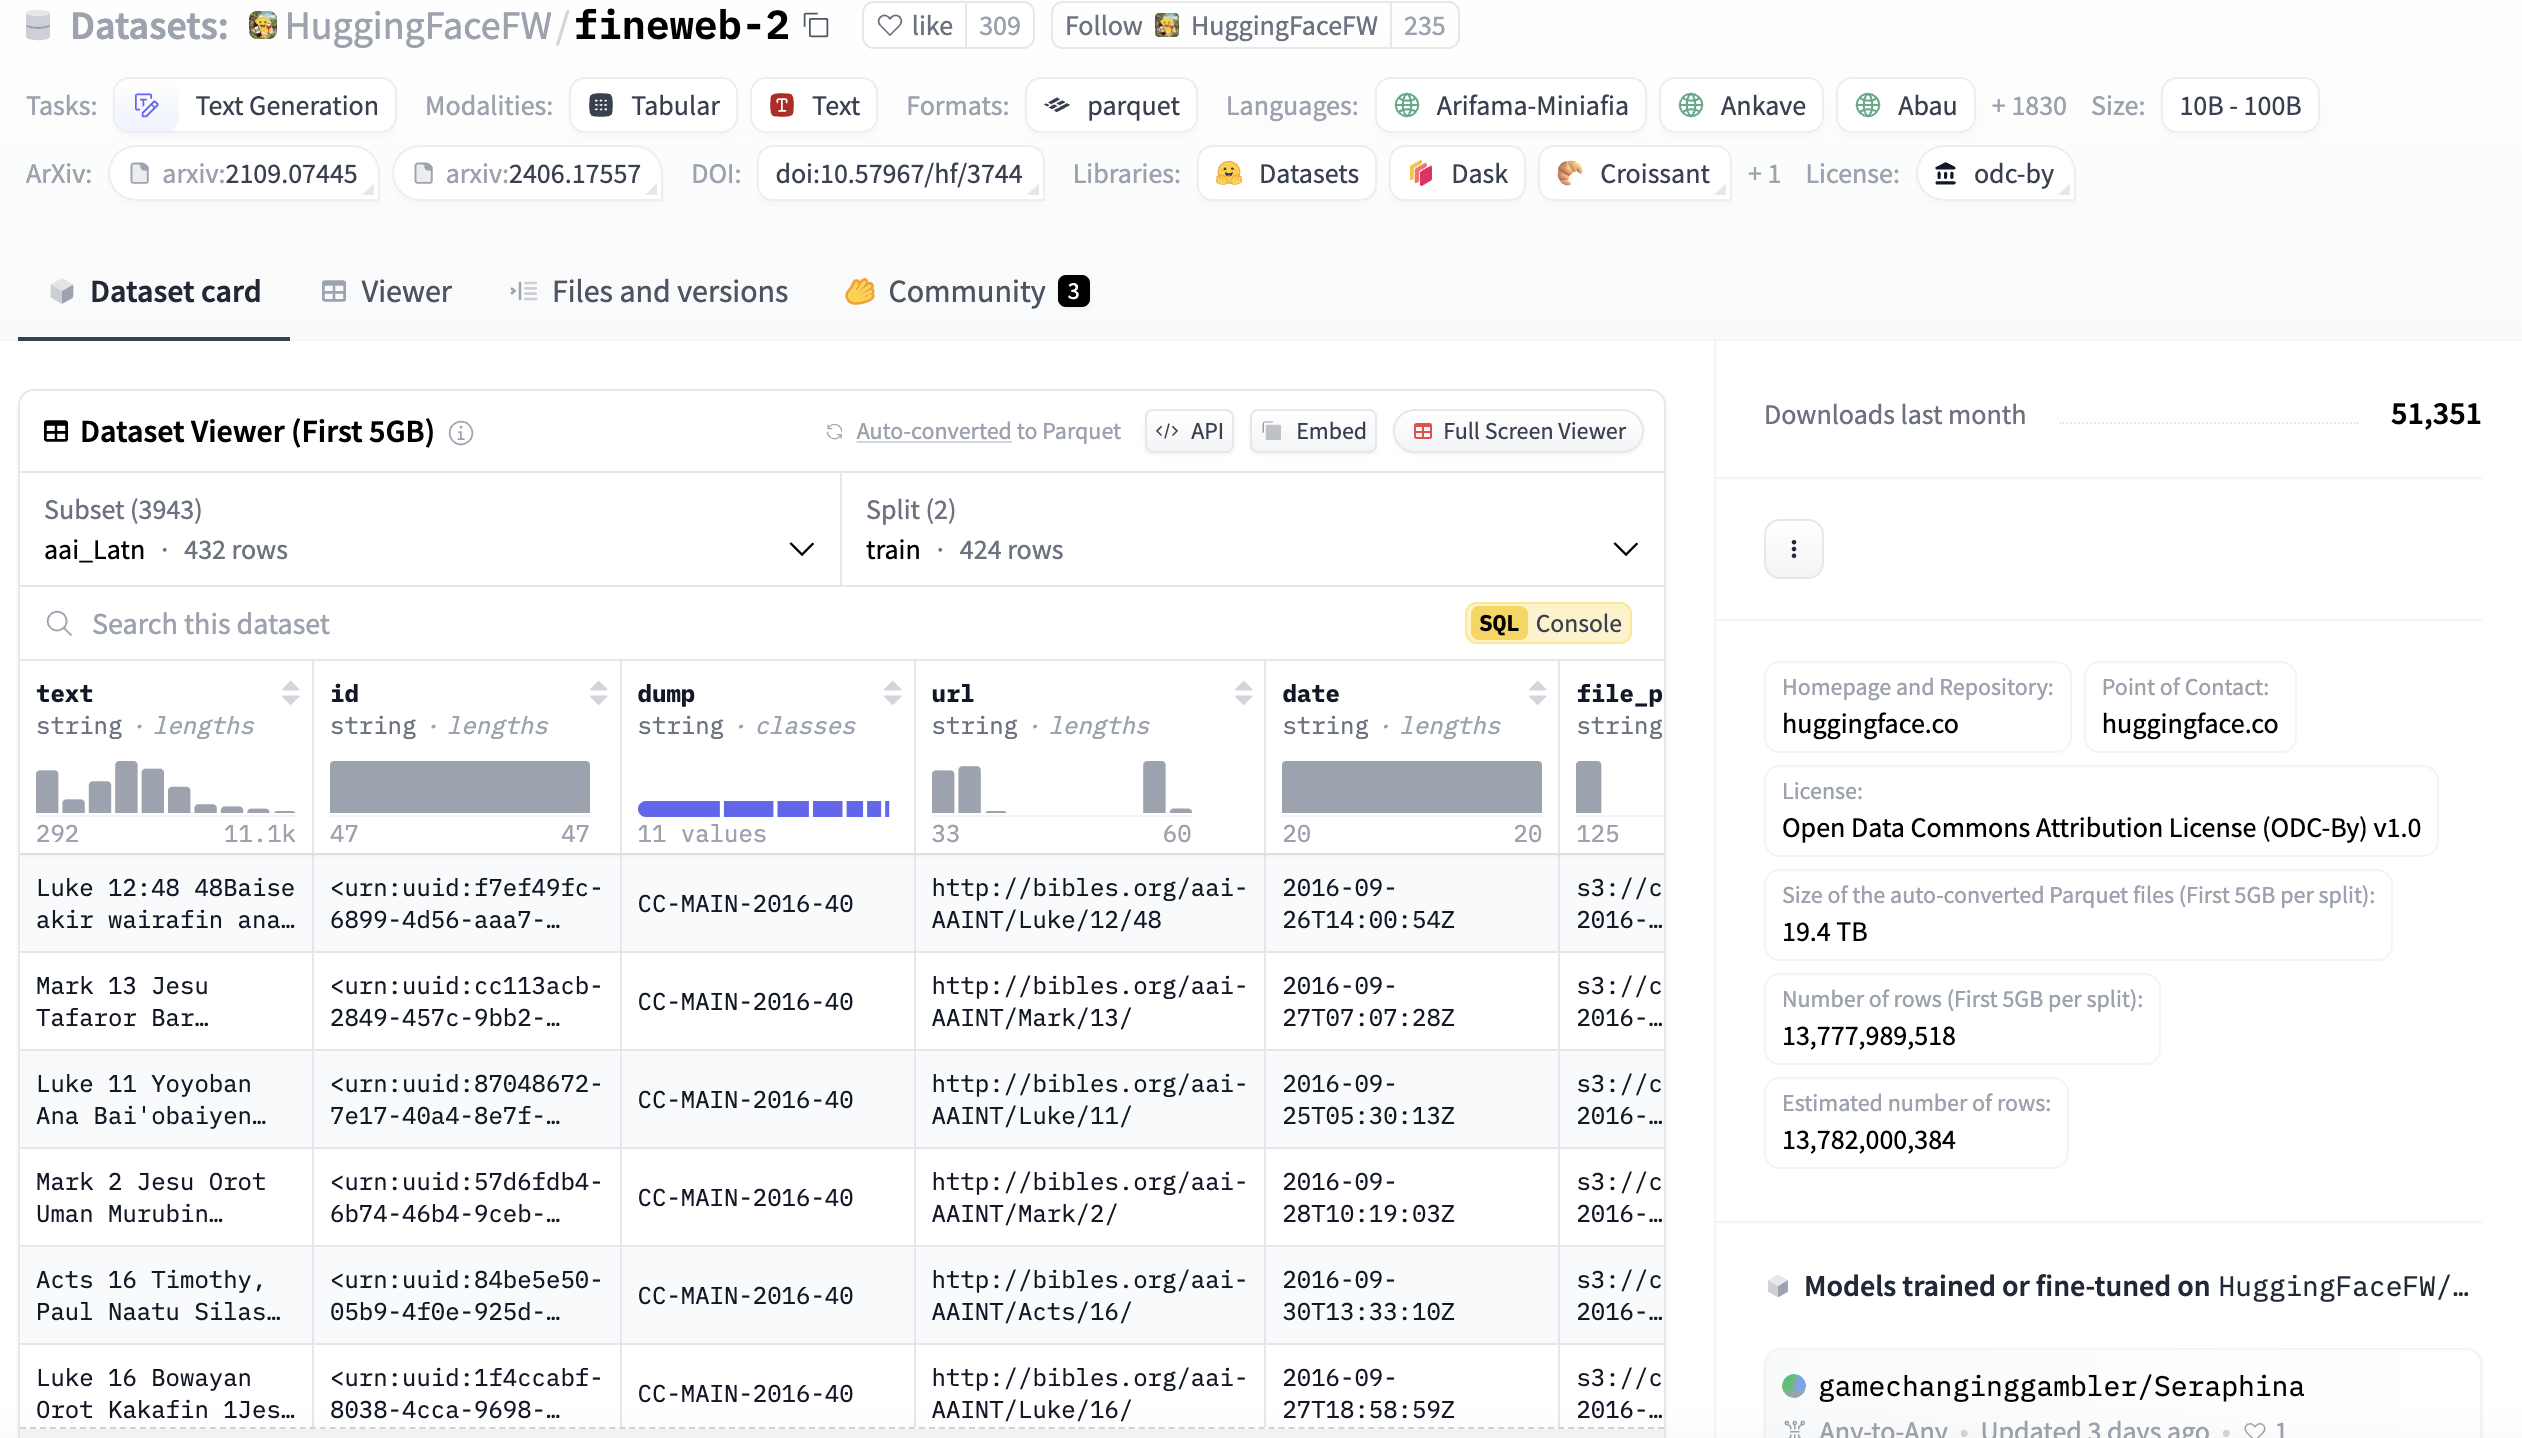 Datasets: HuggingFaceFW/fineweb-2 like 309 Follow HuggingFaceFW 235
Tasks: Text Generation Modalities: Tabular Text Formats: parquet Languages: Arifama-Miniafia Ankave Abau + 1830 Size: 10B - 100B
ArXiv: arxiv:2109.07445 arxiv:2406.17557 DOI: doi:10.57967/hf/3744 Libraries: Datasets Dask Croissant + 1 License: odc-by
Dataset card Viewer Files and versions Community 3
Dataset Viewer (First 5GB) Auto-converted to Parquet </> API Embed Full Screen Viewer
Subset (3943)
aai_Latn · 432 rows
Split (2)
train · 424 rows
Search this dataset
SQL Console
text id dump url date file_p
string · lengths string · lengths string · classes string · lengths string · lengths string
292 11.1k 47 47 11 values 33 60 20 20 125
Luke 12:48 48Baise <urn:uuid:f7ef49fc- CC-MAIN-2016-40 http://bibles.org/aai- 2016-09- s3://c
akir wairafin ana… 6899-4d56-aaa7-… AAINT/Luke/12/48 26T14:00:54Z 2016-…
Mark 13 Jesu <urn:uuid:cc113acb- CC-MAIN-2016-40 http://bibles.org/aai- 2016-09- s3://c
Tafaror Bar… 2849-457c-9bb2-… AAINT/Mark/13/ 27T07:07:28Z 2016-…
Luke 11 Yoyoban <urn:uuid:87048672- CC-MAIN-2016-40 http://bibles.org/aai- 2016-09- s3://c
Ana Bai'obaiyen… 7e17-40a4-8e7f-… AAINT/Luke/11/ 25T05:30:13Z 2016-…
Mark 2 Jesu Orot <urn:uuid:57d6fdb4- CC-MAIN-2016-40 http://bibles.org/aai- 2016-09- s3://c
Uman Murubin… 6b74-46b4-9ceb-… AAINT/Mark/2/ 28T10:19:03Z 2016-…
Acts 16 Timothy, <urn:uuid:84be5e50- CC-MAIN-2016-40 http://bibles.org/aai- 2016-09- s3://c
Paul Naatu Silas… 05b9-4f0e-925d-… AAINT/Acts/16/ 30T13:33:10Z 2016-…
Luke 16 Bowayan <urn:uuid:1f4ccabf- CC-MAIN-2016-40 http://bibles.org/aai- 2016-09- s3://c
Orot Kakafin 1Jes… 8038-4cca-9698-… AAINT/Luke/16/ 27T18:58:59Z 2016-…
Downloads last month 51,351
Homepage and Repository:
huggingface.co
Point of Contact:
huggingface.co
License:
Open Data Commons Attribution License (ODC-By) v1.0
Size of the auto-converted Parquet files (First 5GB per split):
19.4 TB
Number of rows (First 5GB per split):
13,777,989,518
Estimated number of rows:
13,782,000,384
Models trained or fine-tuned on HuggingFaceFW/…
gamechanginggambler/Seraphina
Any-to-Any • Updated 3 days ago • 1